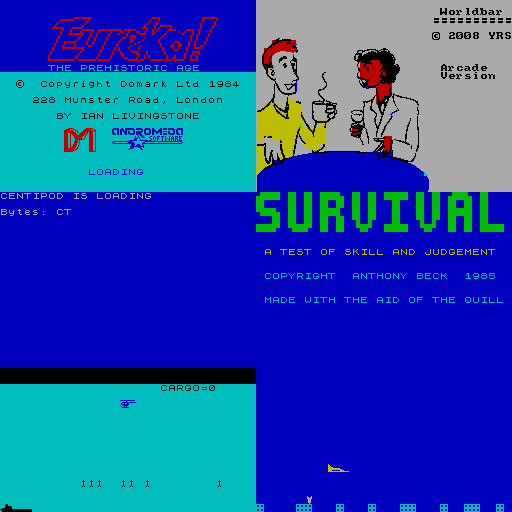 Eureka!
THE PREHISTORIC AGE
© Copyright Domark Ltd 1984
228 Munster Road, London
BY IAN LIVINGSTONE
DM ANDROMEDA
SOFTWARE
LOADING
Worldbar
© 2008 YRS
Arcade
Version
CENTIPOD IS LOADING
Bytes: CT
SURVIVAL
A TEST OF SKILL AND JUDGEMENT
COPYRIGHT ANTHONY BECK 1985
MADE WITH THE AID OF THE QUILL
CARGO=0